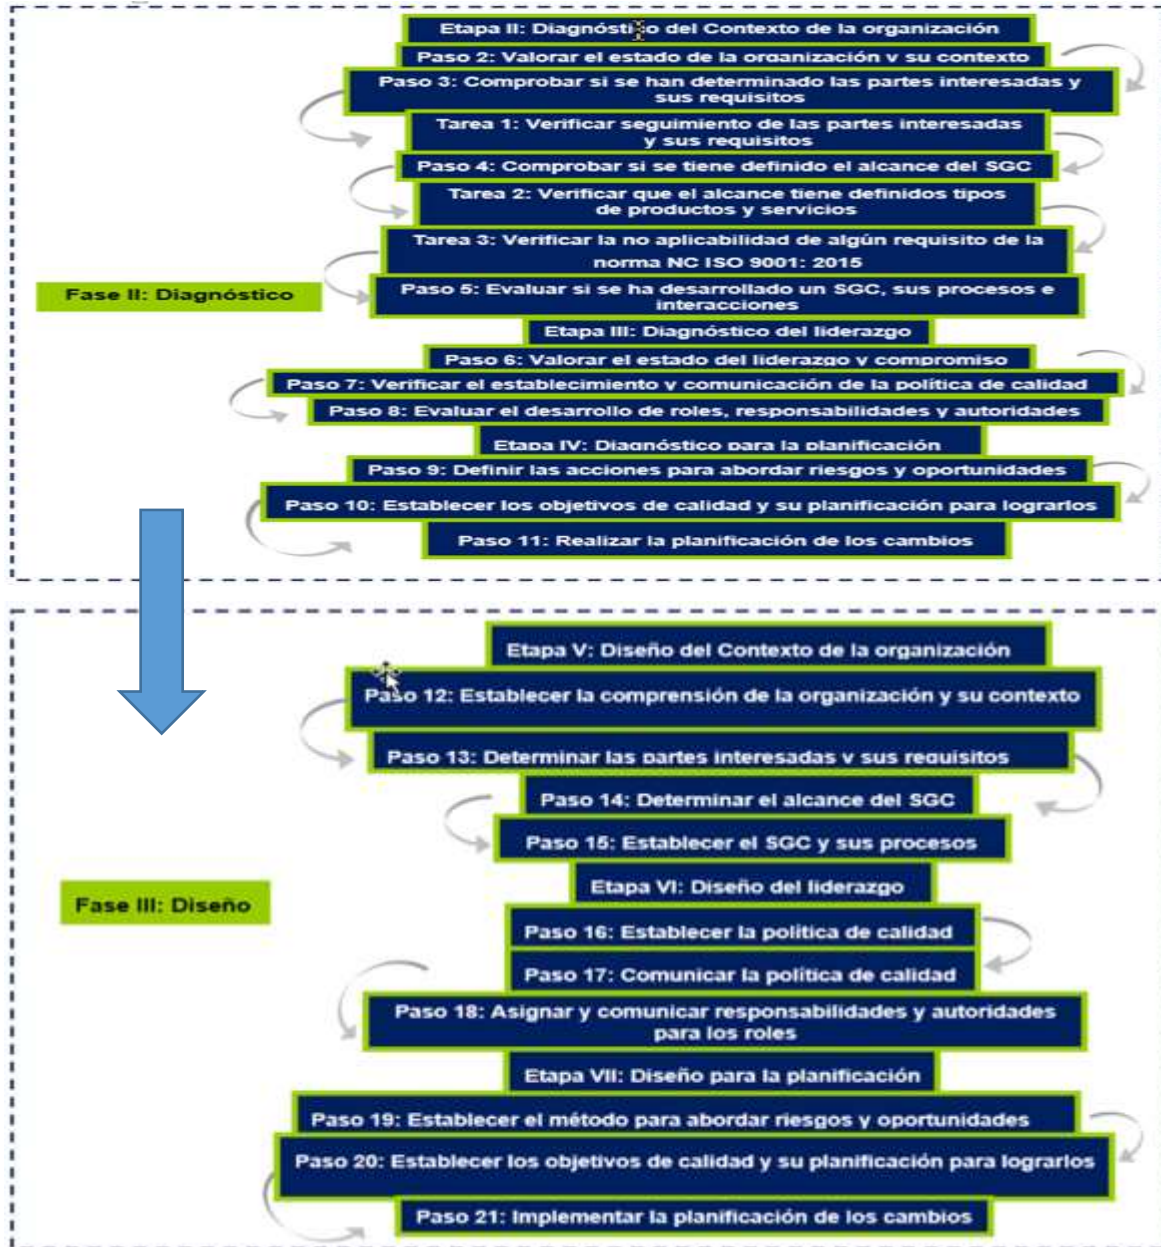 Etapa II: Diagnóstico del Contexto de la organización
Paso 2: Valorar el estado de la organización y su contexto
Paso 3: Comprobar si se han determinado las partes interesadas y
sus requisitos
Tarea 1: Verificar seguimiento de las partes interesadas
y sus requisitos
Paso 4: Comprobar si se tiene definido el alcance del SGC
Tarea 2: Verificar que el alcance tiene definidos tipos
de productos y servicios
Tarea 3: Verificar la no aplicabilidad de algún requisito de la
norma NC ISO 9001: 2015
Fase II: Diagnóstico
Paso 5: Evaluar si se ha desarrollado un SGC, sus procesos e
interacciones
Etapa III: Diagnóstico del liderazgo
Paso 6: Valorar el estado del liderazgo y compromiso
Paso 7: Verificar el establecimiento y comunicación de la política de calidad
Paso 8: Evaluar el desarrollo de roles, responsabilidades y autoridades
Etapa IV: Diagnóstico para la planificación
Paso 9: Definir las acciones para abordar riesgos y oportunidades
Paso 10: Establecer los objetivos de calidad y su planificación para lograrlos
Paso 11: Realizar la planificación de los cambios
Etapa V: Diseño del Contexto de la organización
Paso 12: Establecer la comprensión de la organización y su contexto
Paso 13: Determinar las partes interesadas y sus requisitos
Paso 14: Determinar el alcance del SGC
Paso 15: Establecer el SGC y sus procesos
Etapa VI: Diseño del liderazgo
Fase III: Diseño
Paso 16: Establecer la política de calidad
Paso 17: Comunicar la política de calidad
Paso 18: Asignar y comunicar responsabilidades y autoridades
para los roles
Etapa VII: Diseño para la planificación
Paso 19: Establecer el método para abordar riesgos y oportunidades
Paso 20: Establecer los objetivos de calidad y su planificación para lograrlos
Paso 21: Implementar la planificación de los cambios